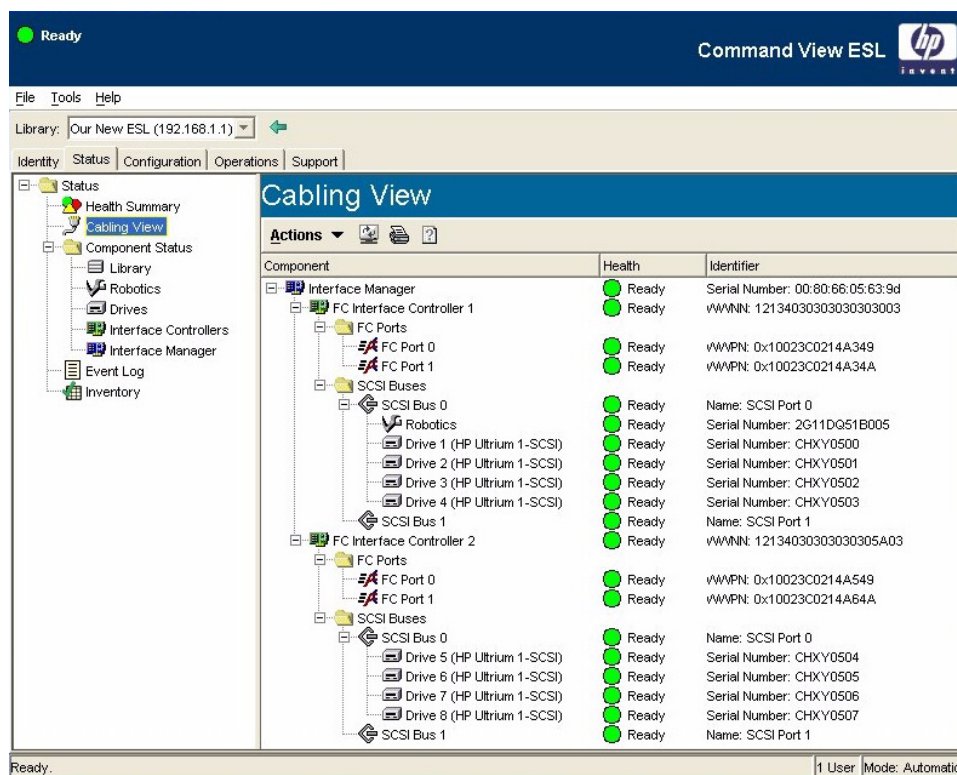 Ready
Command View ESL
hp
invent
File Tools Help
Library: Our New ESL (192.168.1.1)
Identity Status Configuration Operations Support
Status
Health Summary
Cabling View
Component Status
Library
Robotics
Drives
Interface Controllers
Interface Manager
Event Log
Inventory
Cabling View
Actions
Component Health Identifier
Interface Manager Ready Serial Number: 00:80:66:05:63:9d
FC Interface Controller 1 Ready WWNN: 12134030303030303003
FC Ports
FC Port 0 Ready WWPN: 0x10023C0214A349
FC Port 1 Ready WWPN: 0x10023C0214A34A
SCSI Buses
SCSI Bus 0 Ready Name: SCSI Port 0
Robotics Ready Serial Number: 2G11DQ51B005
Drive 1 (HP Ultrium 1-SCSI) Ready Serial Number: CHXY0500
Drive 2 (HP Ultrium 1-SCSI) Ready Serial Number: CHXY0501
Drive 3 (HP Ultrium 1-SCSI) Ready Serial Number: CHXY0502
Drive 4 (HP Ultrium 1-SCSI) Ready Serial Number: CHXY0503
SCSI Bus 1 Ready Name: SCSI Port 1
FC Interface Controller 2 Ready WWNN: 12134030303030305A03
FC Ports
FC Port 0 Ready WWPN: 0x10023C0214A549
FC Port 1 Ready WWPN: 0x10023C0214A64A
SCSI Buses
SCSI Bus 0 Ready Name: SCSI Port 0
Drive 5 (HP Ultrium 1-SCSI) Ready Serial Number: CHXY0504
Drive 6 (HP Ultrium 1-SCSI) Ready Serial Number: CHXY0505
Drive 7 (HP Ultrium 1-SCSI) Ready Serial Number: CHXY0506
Drive 8 (HP Ultrium 1-SCSI) Ready Serial Number: CHXY0507
SCSI Bus 1 Ready Name: SCSI Port 1
Ready. 1 User Mode: Automatic